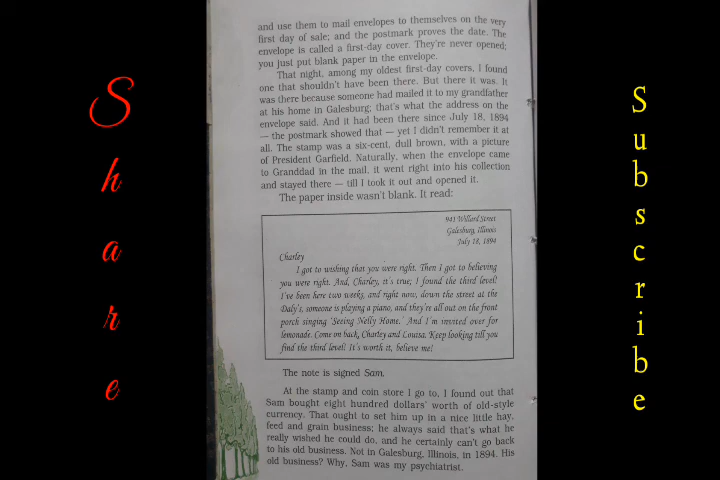 Share
and use them to mail envelopes to themselves on the very
first day of sale; and the postmark proves the date. The
envelope is called a first-day cover. They're never opened;
you just put blank paper in the envelope.
That night, among my oldest first-day covers, I found
one that shouldn't have been there. But there it was. It
was there because someone had mailed it to my grandfather
at his home in Galesburg; that's what the address on the
envelope said. And it had been there since July 18, 1894
— the postmark showed that — yet I didn't remember it at
all. The stamp was a six-cent, dull brown, with a picture
of President Garfield. Naturally, when the envelope came
to Granddad in the mail, it went right into his collection
and stayed there — till I took it out and opened it.
The paper inside wasn't blank. It read:
941 Willard Street
Galesburg, Illinois
July 18, 1894
Charley
I got to wishing that you were right. Then I got to believing
you were right. And, Charley, it's true; I found the third level!
I've been here two weeks, and right now, down the street at the
Daly's, someone is playing a piano, and they're all out on the front
porch singing 'Seeing Nelly Home.' And I'm invited over for
lemonade. Come on back, Charley and Louisa. Keep looking till you
find the third level! It's worth it, believe me!
The note is signed Sam.
At the stamp and coin store I go to, I found out that
Sam bought eight hundred dollars' worth of old-style
currency. That ought to set him up in a nice little hay,
feed and grain business; he always said that's what he
really wished he could do, and he certainly can't go back
to his old business. Not in Galesburg, Illinois, in 1894. His
old business? Why, Sam was my psychiatrist.
Subscribe